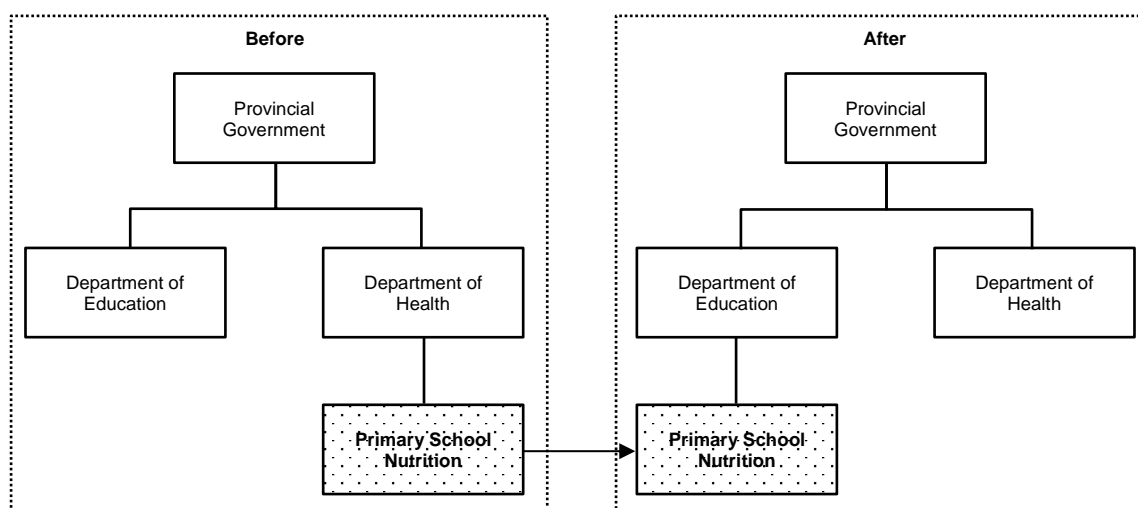 Before
Provincial
Government
Department of
Education
Department of
Health
Primary School
Nutrition
After
Provincial
Government
Department of
Education
Department of
Health
Primary School
Nutrition